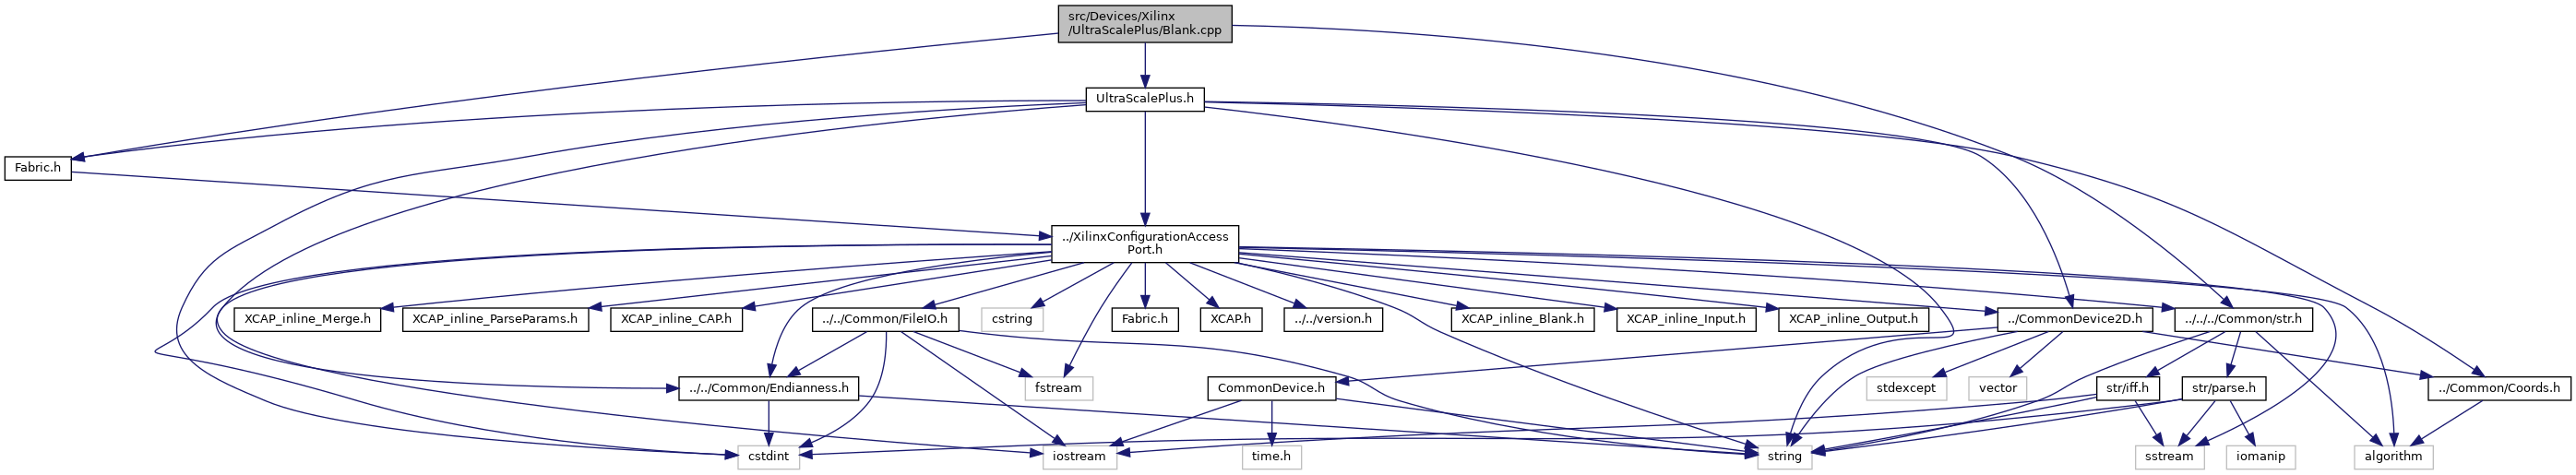 src/Devices/Xilinx
/UltraScalePlus/Blank.cpp
UltraScalePlus.h
Fabric.h
../XilinxConfigurationAccess
Port.h
XCAP_inline_Merge.h
XCAP_inline_ParseParams.h
XCAP_inline_CAP.h
../../Common/FileIO.h
cstring
Fabric.h
XCAP.h
../../version.h
XCAP_inline_Blank.h
XCAP_inline_Input.h
XCAP_inline_Output.h
../CommonDevice2D.h
../../../Common/str.h
../../Common/Endianness.h
fstream
CommonDevice.h
stdexcept
vector
str/iff.h
str/parse.h
../Common/Coords.h
cstdint
iostream
time.h
string
sstream
iomanip
algorithm